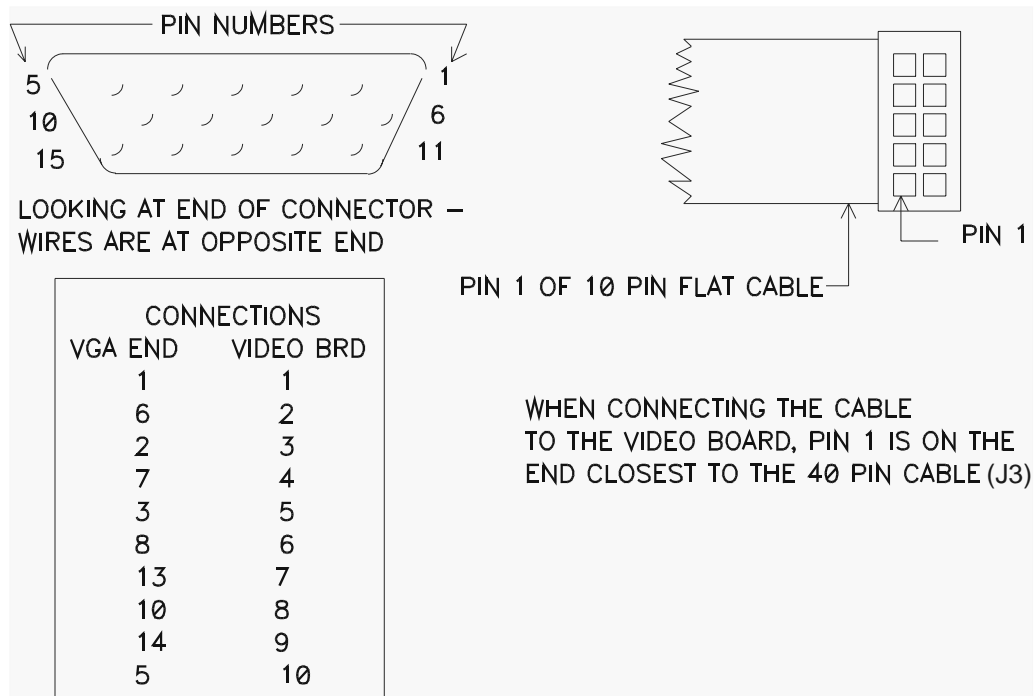 PIN NUMBERS
5 1
10 6
15 11
LOOKING AT END OF CONNECTOR –
WIRES ARE AT OPPOSITE END
PIN 1
PIN 1 OF 10 PIN FLAT CABLE
CONNECTIONS
VGA END VIDEO BRD
1 1
6 2
2 3
7 4
3 5
8 6
13 7
10 8
14 9
5 10
WHEN CONNECTING THE CABLE
TO THE VIDEO BOARD, PIN 1 IS ON THE
END CLOSEST TO THE 40 PIN CABLE (J3)